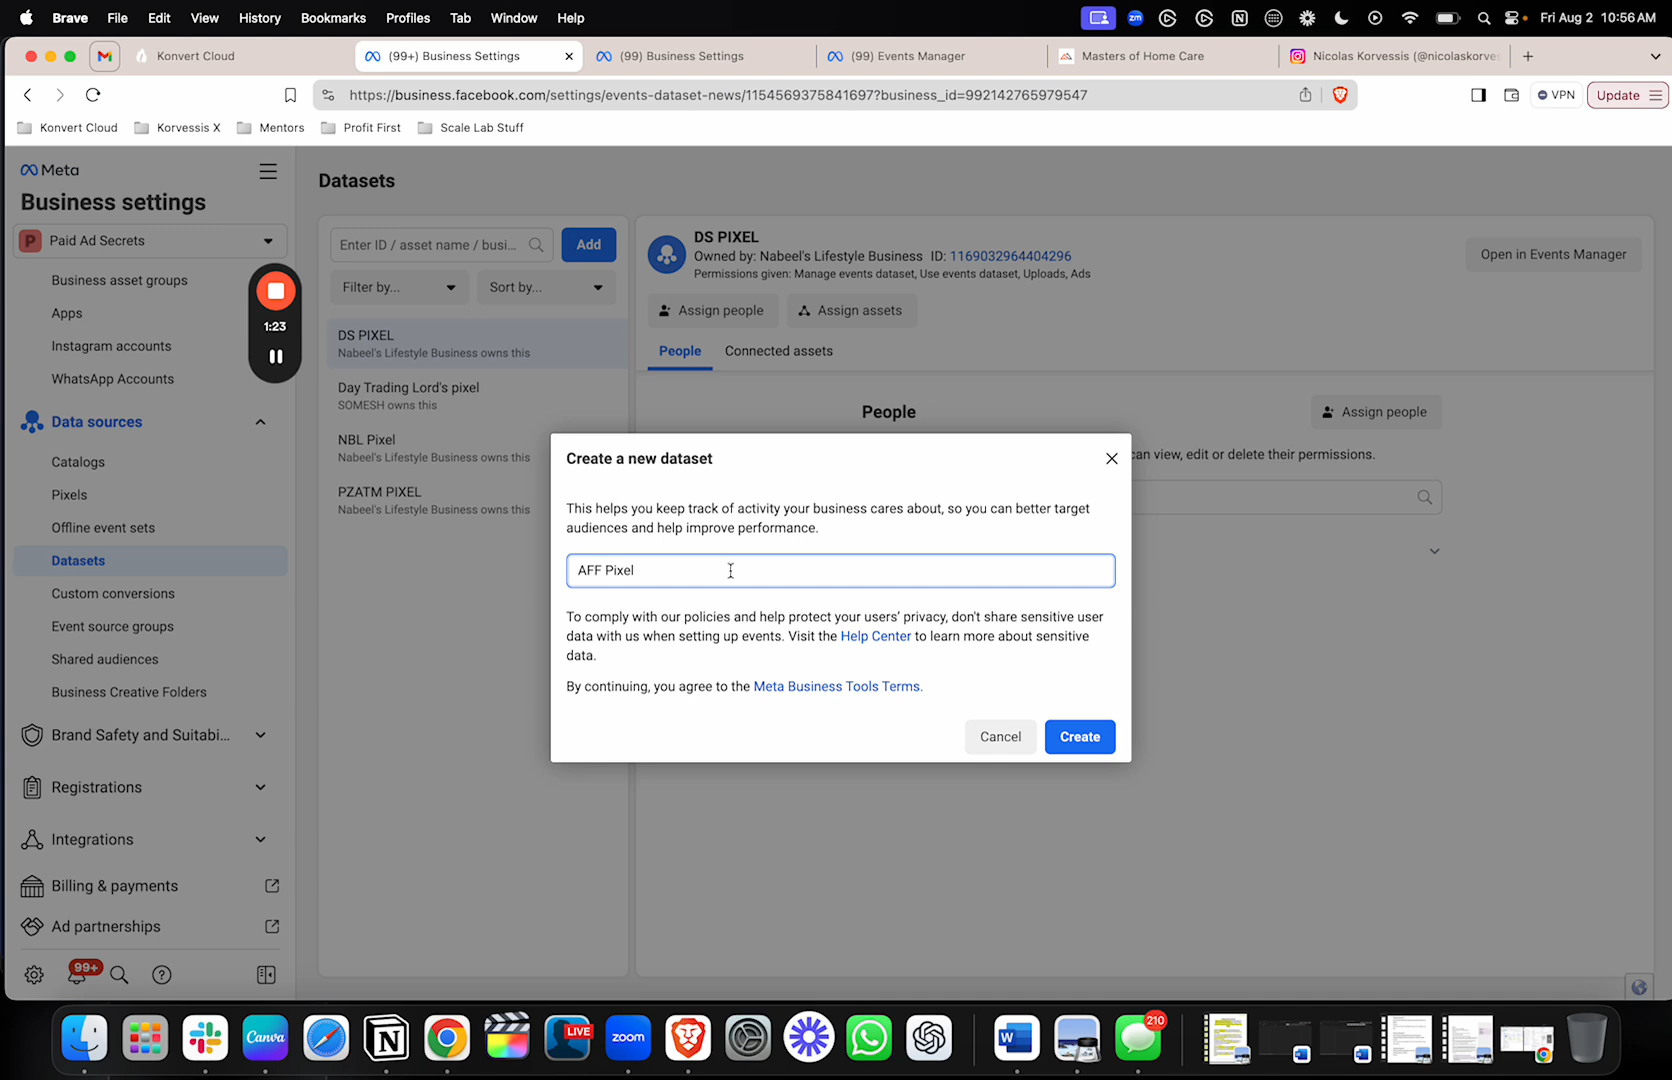 Brave File Edit View History Bookmarks Profiles Tab Window Help
zm
Fri Aug 2 10:56 AM
Konvert Cloud
(99+) Business Settings
(99) Business Settings
(99) Events Manager
Masters of Home Care
Nicolas Korvessis (@nicolaskorves
https://business.facebook.com/settings/events-dataset-news/1154569375841697?business_id=992142765979547
VPN
Update
Konvert Cloud
Korvessis X
Mentors
Profit First
Scale Lab Stuff
Meta
Business settings
P Paid Ad Secrets
Business asset groups
Apps
Instagram accounts
WhatsApp Accounts
1:23
Data sources
Catalogs
Pixels
Offline event sets
Datasets
Custom conversions
Event source groups
Shared audiences
Business Creative Folders
Brand Safety and Suitabi...
Registrations
Integrations
Billing & payments
Ad partnerships
99+
Datasets
Enter ID / asset name / busi...
Add
Filter by...
Sort by...
DS PIXEL
Nabeel's Lifestyle Business owns this
Day Trading Lord's pixel
SOMESH owns this
NBL Pixel
Nabeel's Lifestyle Business owns this
PZATM PIXEL
Nabeel's Lifestyle Business owns this
DS PIXEL
Owned by: Nabeel's Lifestyle Business ID: 1169032964404296
Permissions given: Manage events dataset, Use events dataset, Uploads, Ads
Open in Events Manager
Assign people
Assign assets
People
Connected assets
People
Assign people
can view, edit or delete their permissions.
Create a new dataset
This helps you keep track of activity your business cares about, so you can better target
audiences and help improve performance.
AFF Pixel
To comply with our policies and help protect your users' privacy, don't share sensitive user
data with us when setting up events. Visit the Help Center to learn more about sensitive
data.
By continuing, you agree to the Meta Business Tools Terms.
Cancel
Create
Canva
LIVE
zoom
W
210